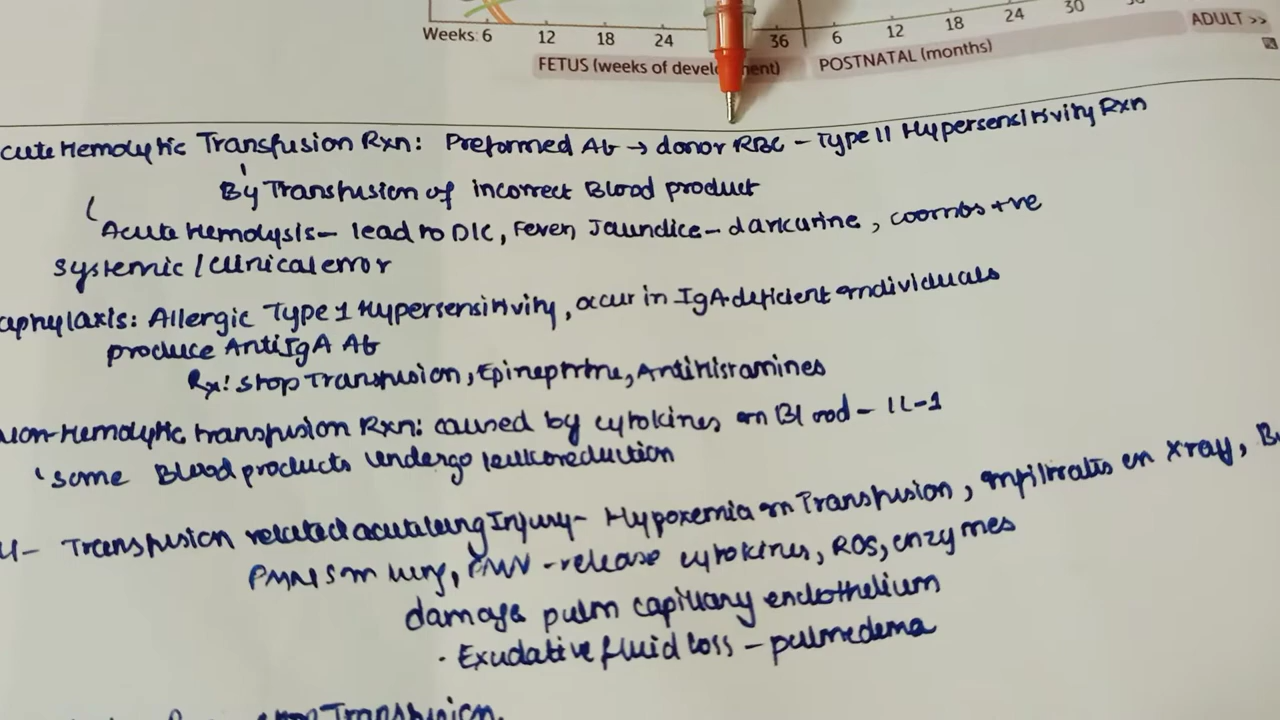 Weeks: 6 12 18 24 36 6 12 18 24 30
ADULT >>
FETUS (weeks of develo ment) POSTNATAL (months)
cute Hemolytic Transfusion Rxn: Preformed Ab → donor RBC - Type II Hypersensitivity Rxn
By Transfusion of incorrect Blood product
Acute Hemolysis - lead to DIC, Fever, Jaundice - dark urine, coombs +ve
systemic / clinical error
aphylaxis: Allergic Type 1 Hypersensitivity, occur in IgA deficient individuals
produce Anti IgA Ab
Rx: Stop Transfusion, Epinephrine, Antihistamines
non-Hemolytic transfusion Rxn: caused by cytokines in Blood - IL-1
some Blood products undergo leukoreduction
Transfusion related acute lung Injury - Hypoxemia in Transfusion, infiltrates on Xray, B
in lung, - release cytokines, ROS, enzymes
damage pulm capillary endothelium
· Exudative fluid loss - pulm edema
Transfusion.